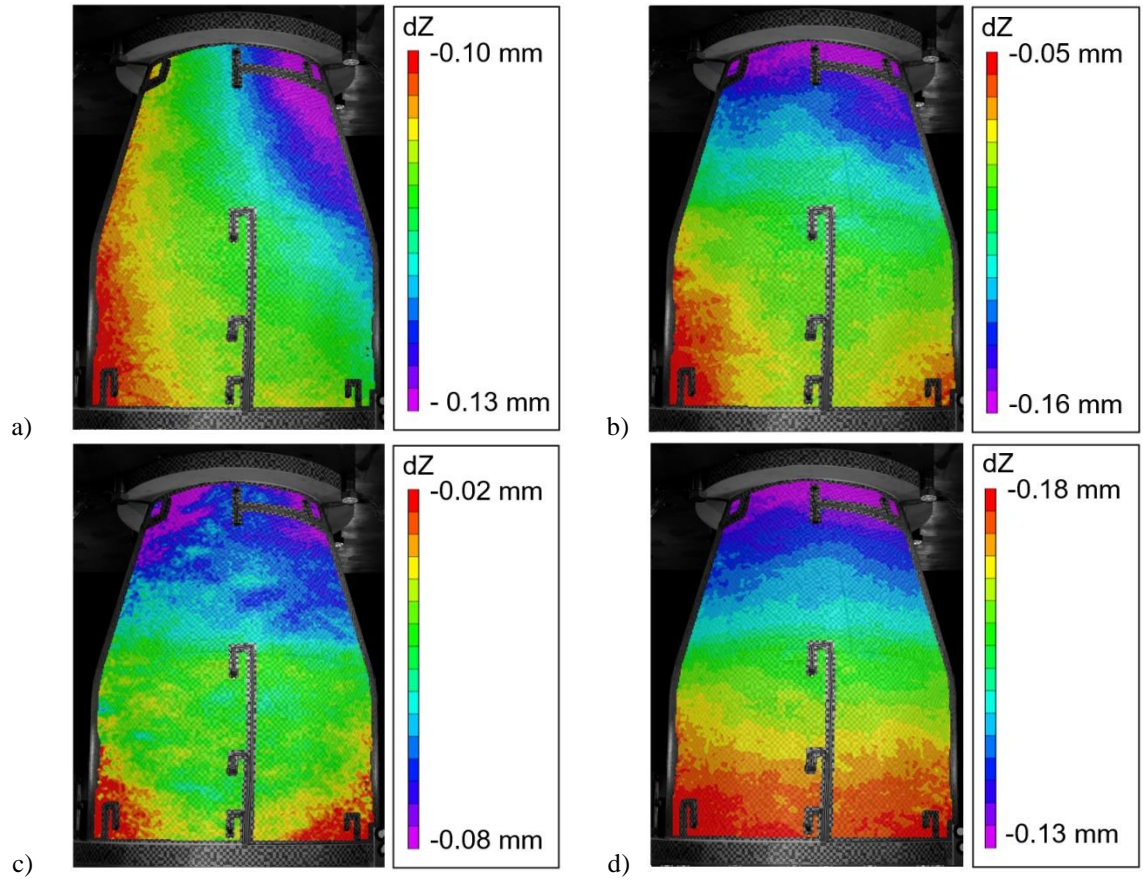 dZ
-0.10 mm
- 0.13 mm
a)
dZ
-0.05 mm
-0.16 mm
b)
dZ
-0.02 mm
-0.08 mm
c)
dZ
-0.18 mm
-0.13 mm
d)